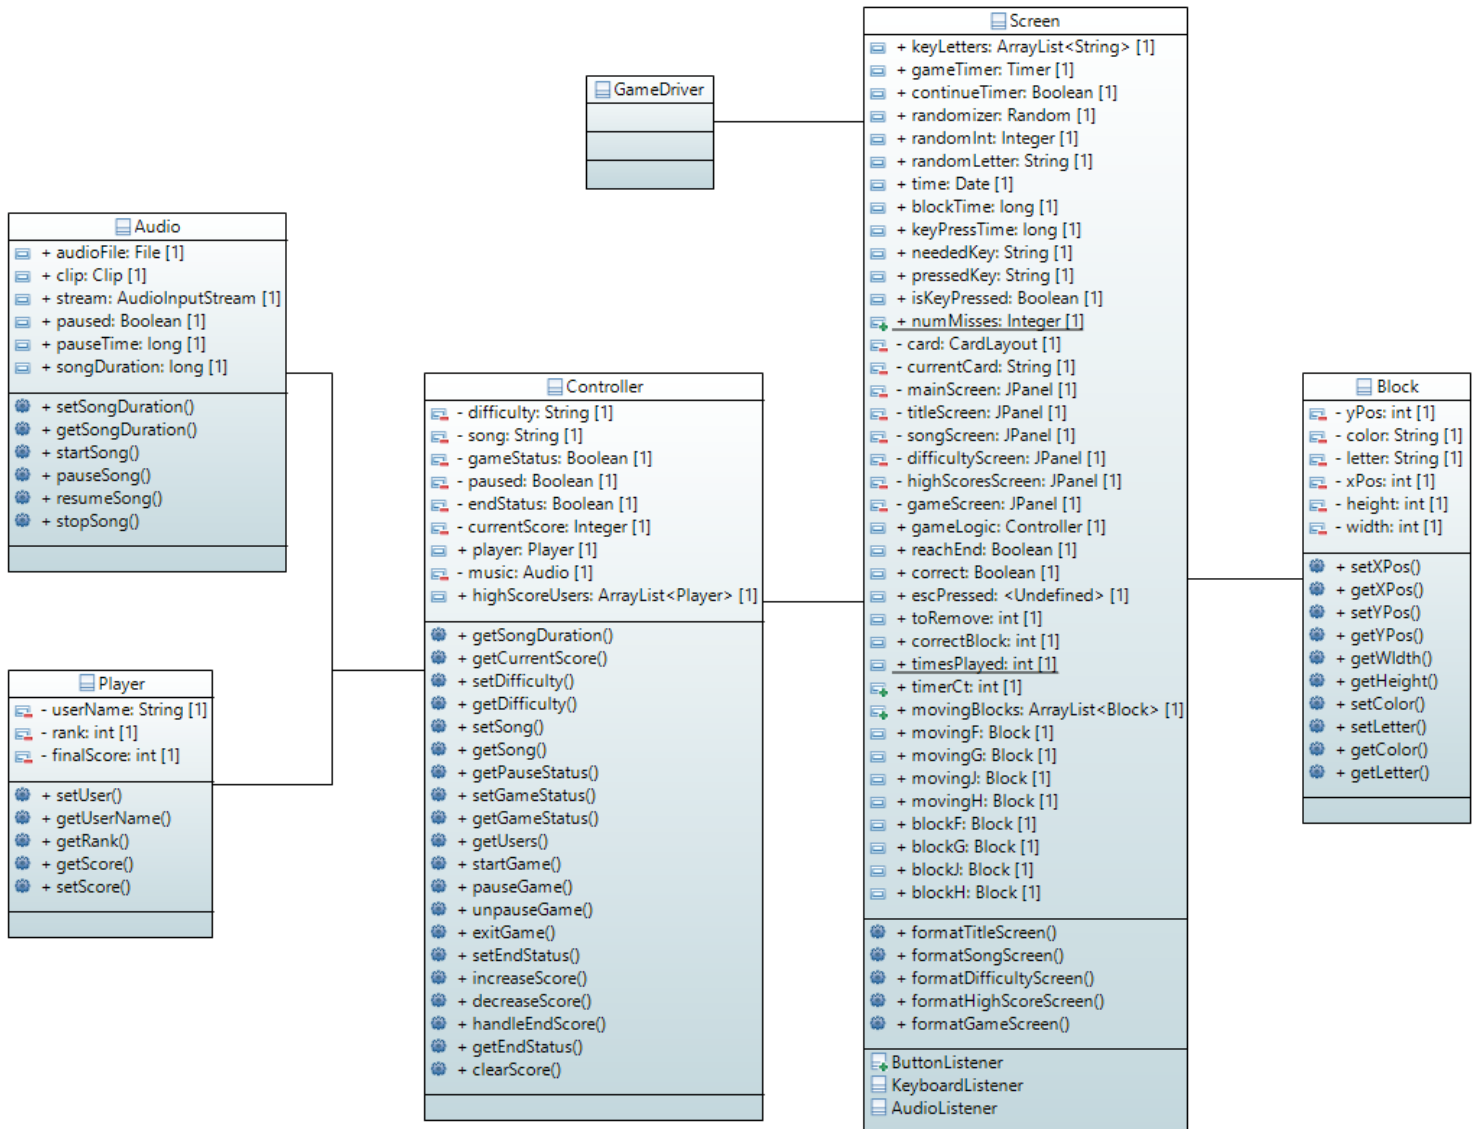 GameDriver
Audio
+ audioFile: File [1]
+ clip: Clip [1]
+ stream: AudioInputStream [1]
+ paused: Boolean [1]
+ pauseTime: long [1]
+ songDuration: long [1]
+ setSongDuration()
+ getSongDuration()
+ startSong()
+ pauseSong()
+ resumeSong()
+ stopSong()
Player
- userName: String [1]
- rank: int [1]
- finalScore: int [1]
+ setUser()
+ getUserName()
+ getRank()
+ getScore()
+ setScore()
Controller
- difficulty: String [1]
- song: String [1]
- gameStatus: Boolean [1]
- paused: Boolean [1]
- endStatus: Boolean [1]
- currentScore: Integer [1]
+ player: Player [1]
- music: Audio [1]
+ highScoreUsers: ArrayList<Player> [1]
+ getSongDuration()
+ getCurrentScore()
+ setDifficulty()
+ getDifficulty()
+ setSong()
+ getSong()
+ getPauseStatus()
+ setGameStatus()
+ getGameStatus()
+ getUsers()
+ startGame()
+ pauseGame()
+ unpauseGame()
+ exitGame()
+ setEndStatus()
+ increaseScore()
+ decreaseScore()
+ handleEndScore()
+ getEndStatus()
+ clearScore()
Screen
+ keyLetters: ArrayList<String> [1]
+ gameTimer: Timer [1]
+ continueTimer: Boolean [1]
+ randomizer: Random [1]
+ randomInt: Integer [1]
+ randomLetter: String [1]
+ time: Date [1]
+ blockTime: long [1]
+ keyPressTime: long [1]
+ neededKey: String [1]
+ pressedKey: String [1]
+ isKeyPressed: Boolean [1]
+ numMisses: Integer [1]
- card: CardLayout [1]
- currentCard: String [1]
- mainScreen: JPanel [1]
- titleScreen: JPanel [1]
- songScreen: JPanel [1]
- difficultyScreen: JPanel [1]
- highScoresScreen: JPanel [1]
- gameScreen: JPanel [1]
+ gameLogic: Controller [1]
+ reachEnd: Boolean [1]
+ correct: Boolean [1]
+ escPressed: <Undefined> [1]
+ toRemove: int [1]
+ correctBlock: int [1]
+ timesPlayed: int [1]
+ timerCt: int [1]
+ movingBlocks: ArrayList<Block> [1]
+ movingF: Block [1]
+ movingG: Block [1]
+ movingJ: Block [1]
+ movingH: Block [1]
+ blockF: Block [1]
+ blockG: Block [1]
+ blockJ: Block [1]
+ blockH: Block [1]
+ formatTitleScreen()
+ formatSongScreen()
+ formatDifficultyScreen()
+ formatHighScoreScreen()
+ formatGameScreen()
ButtonListener
KeyboardListener
AudioListener
Block
- yPos: int [1]
- color: String [1]
- letter: String [1]
- xPos: int [1]
- height: int [1]
- width: int [1]
+ setXPos()
+ getXPos()
+ setYPos()
+ getYPos()
+ getWIdth()
+ getHeight()
+ setColor()
+ setLetter()
+ getColor()
+ getLetter()